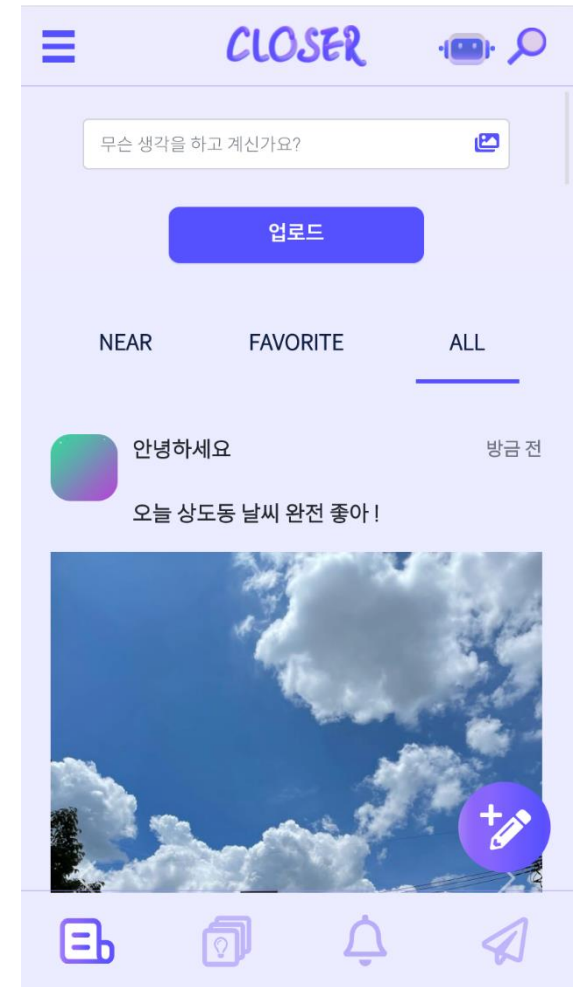 CLOSER
무슨 생각을 하고 계신가요?
업로드
NEAR FAVORITE ALL
안녕하세요 방금 전
오늘 상도동 날씨 완전 좋아 !